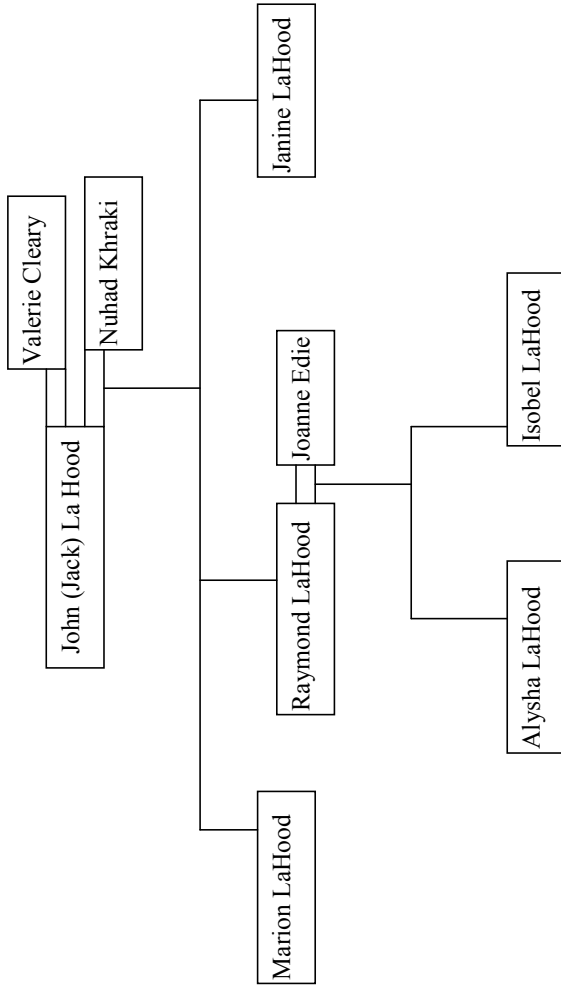 Valerie Cleary
John (Jack) La Hood
Nuhad Khraki
Marion LaHood
Raymond LaHood
Joanne Edie
Janine LaHood
Alysha LaHood
Isobel LaHood